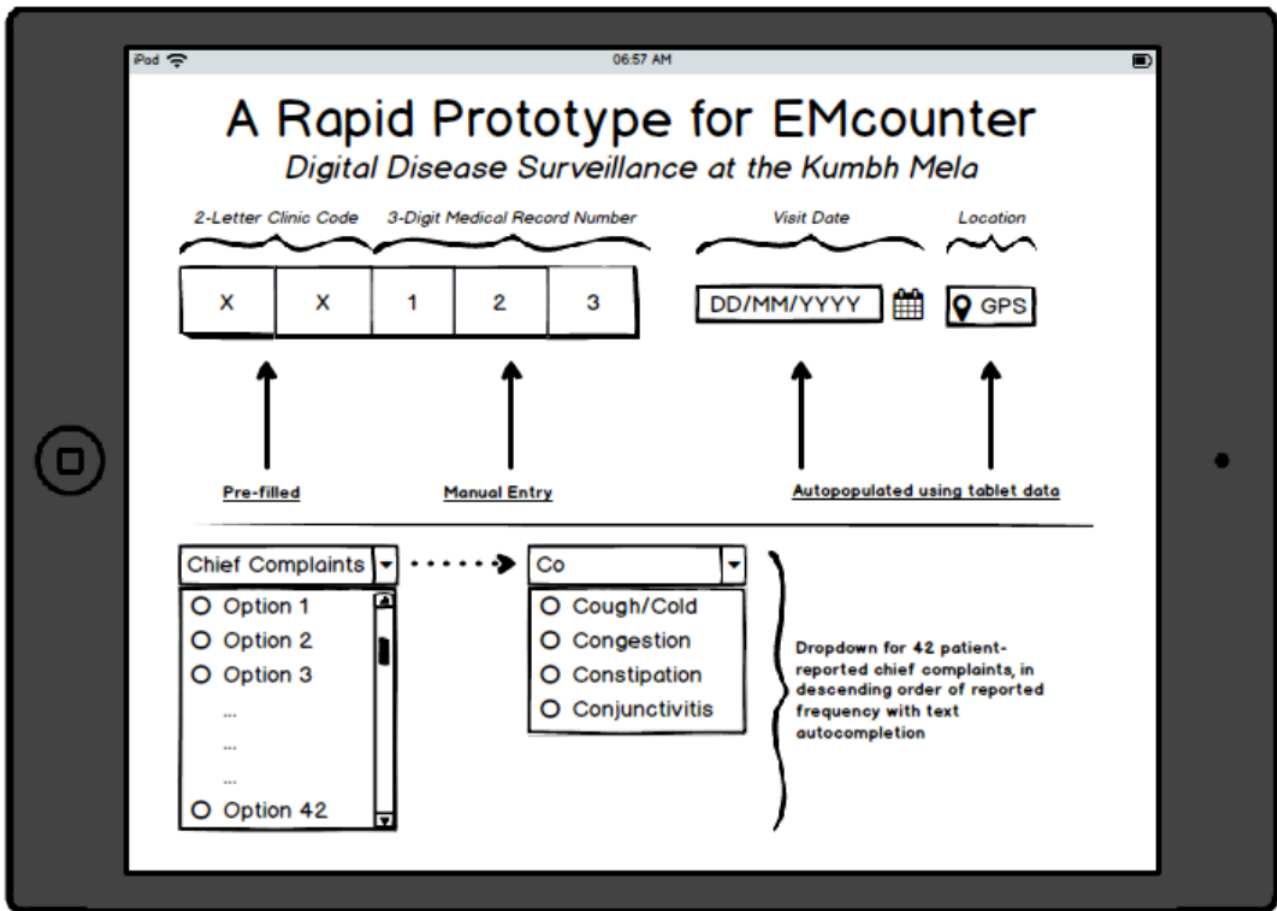 iPad 06:57 AM
A Rapid Prototype for EMcounter
Digital Disease Surveillance at the Kumbh Mela
2-Letter Clinic Code 3-Digit Medical Record Number Visit Date Location
X X 1 2 3 DD/MM/YYYY GPS
Pre-filled Manual Entry Autopopulated using tablet data
Chief Complaints
Option 1
Option 2
Option 3
...
...
...
Option 42
Co
Cough/Cold
Congestion
Constipation
Conjunctivitis
Dropdown for 42 patient-
reported chief complaints, in
descending order of reported
frequency with text
autocompletion